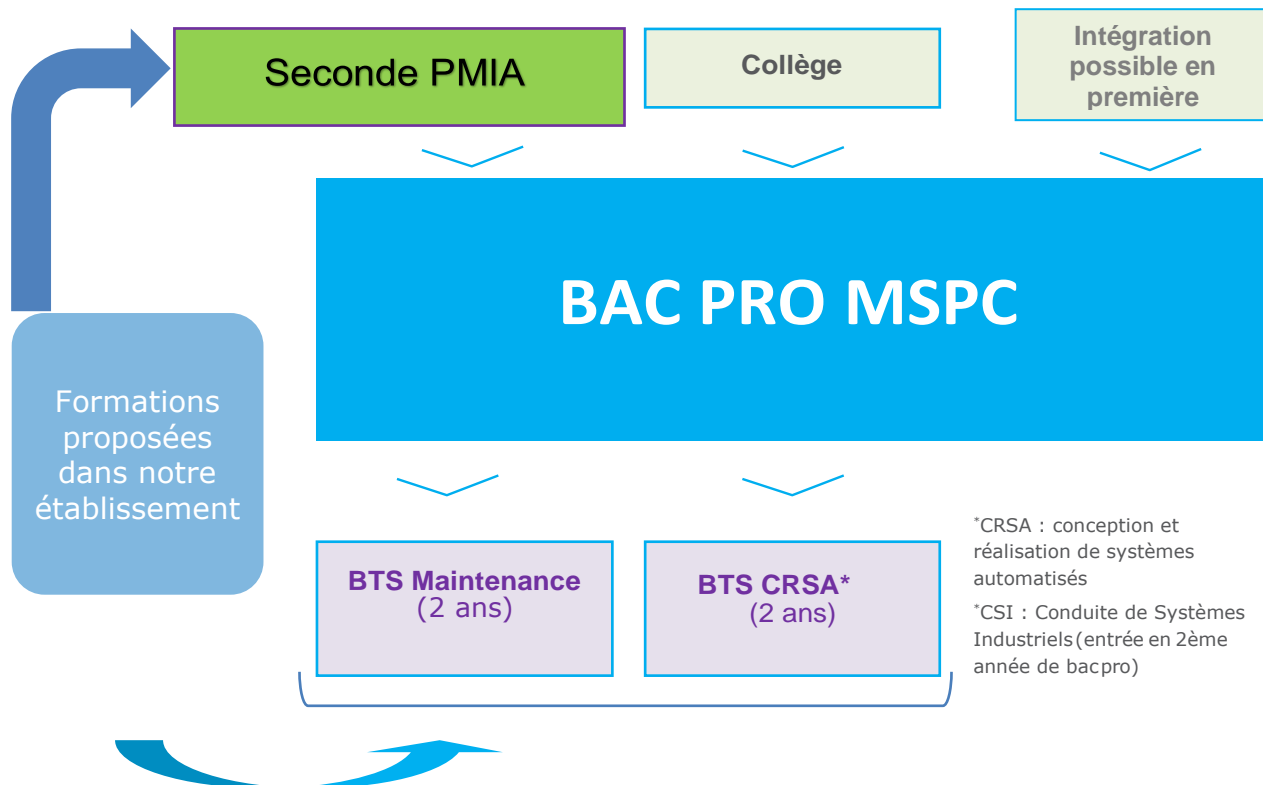 Seconde PMIA
Collège
Intégration
possible en
première
BAC PRO MSPC
Formations
proposées
dans notre
établissement
BTS Maintenance
(2 ans)
BTS CRSA*
(2 ans)
*CRSA : conception et
réalisation de systèmes
automatisés
*CSI : Conduite de Systèmes
Industriels (entrée en 2ème
année de bac pro)